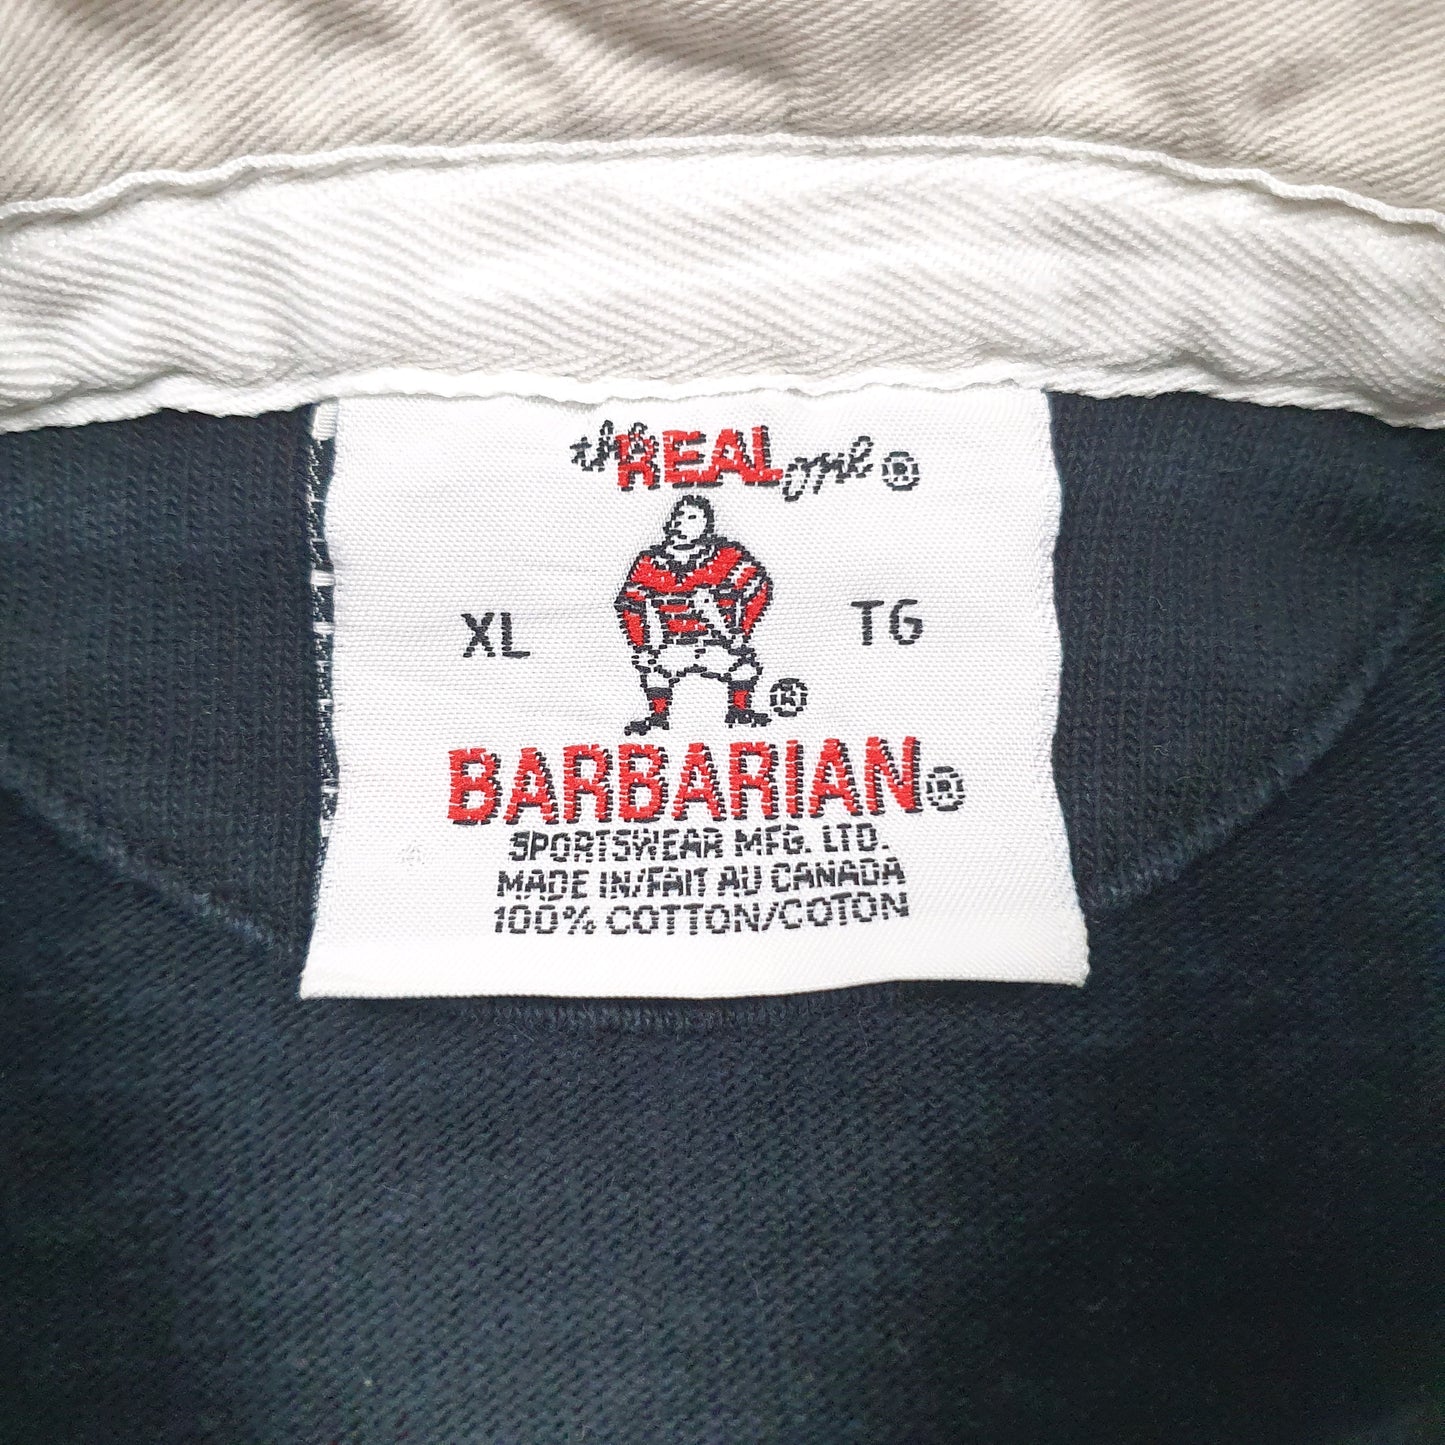 the REAL one ®
XL TG
®
BARBARIAN ®
SPORTSWEAR MFG. LTD.
MADE IN/FAIT AU CANADA
100% COTTON/COTON